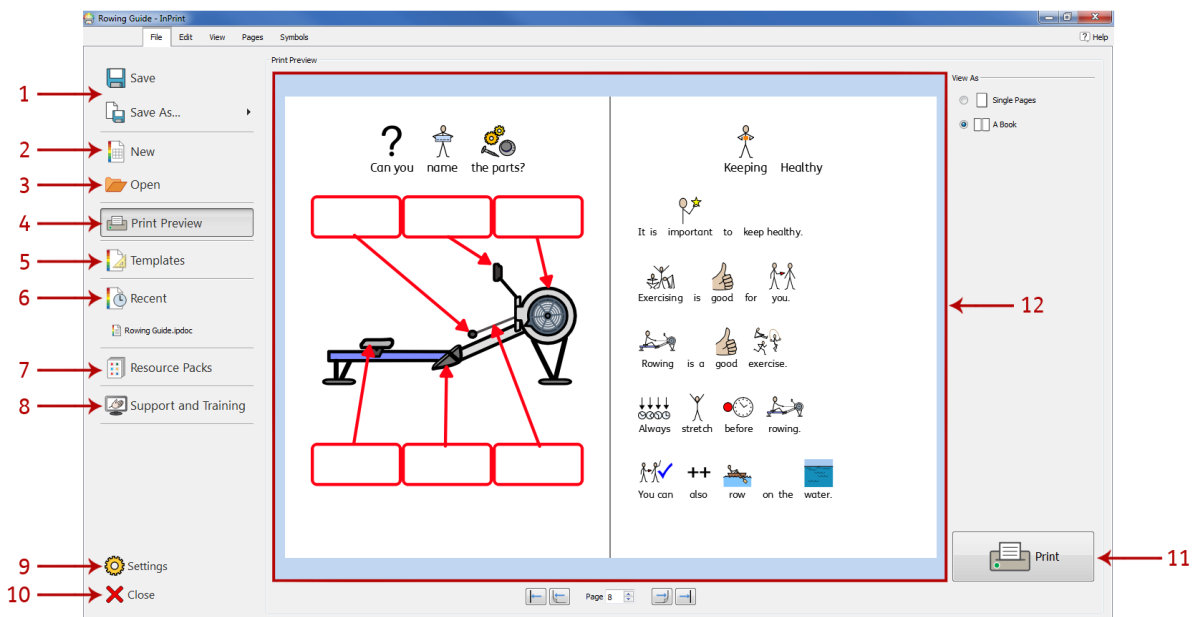 Rowing Guide - InPrint
File Edit View Pages Symbols
? Help
1
Save
Save As...
2
New
3
Open
4
Print Preview
5
Templates
6
Recent
Rowing Guide.ipdoc
7
Resource Packs
8
Support and Training
9
Settings
10
Close
Print Preview
?
Can you name the parts?
Keeping Healthy
It is important to keep healthy.
Exercising is good for you.
Rowing is a good exercise.
Always stretch before rowing.
++
You can also row on the water.
Page 8
View As
Single Pages
A Book
12
Print
11